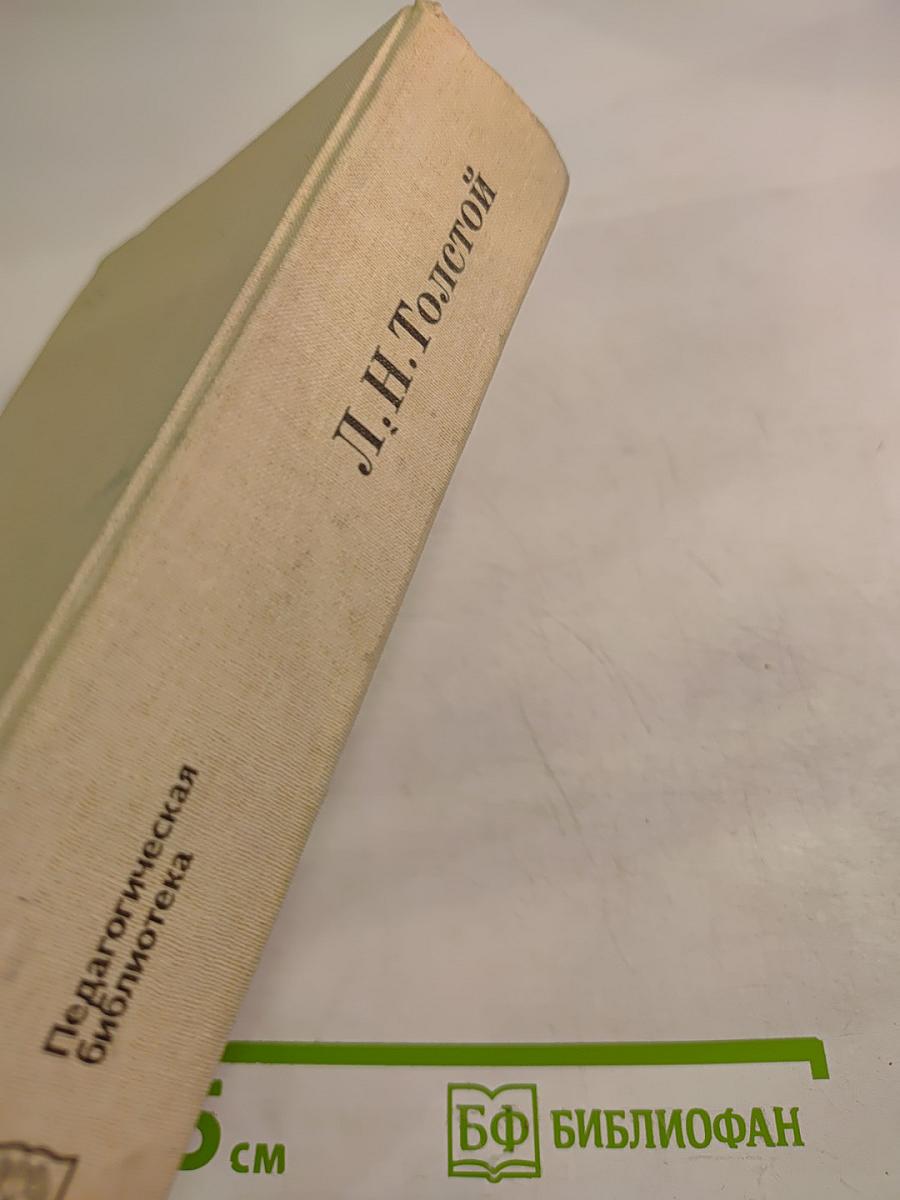 Л.Н.Толстой
Педагогическая
библиотека
см
БФ БИБЛИОФАН